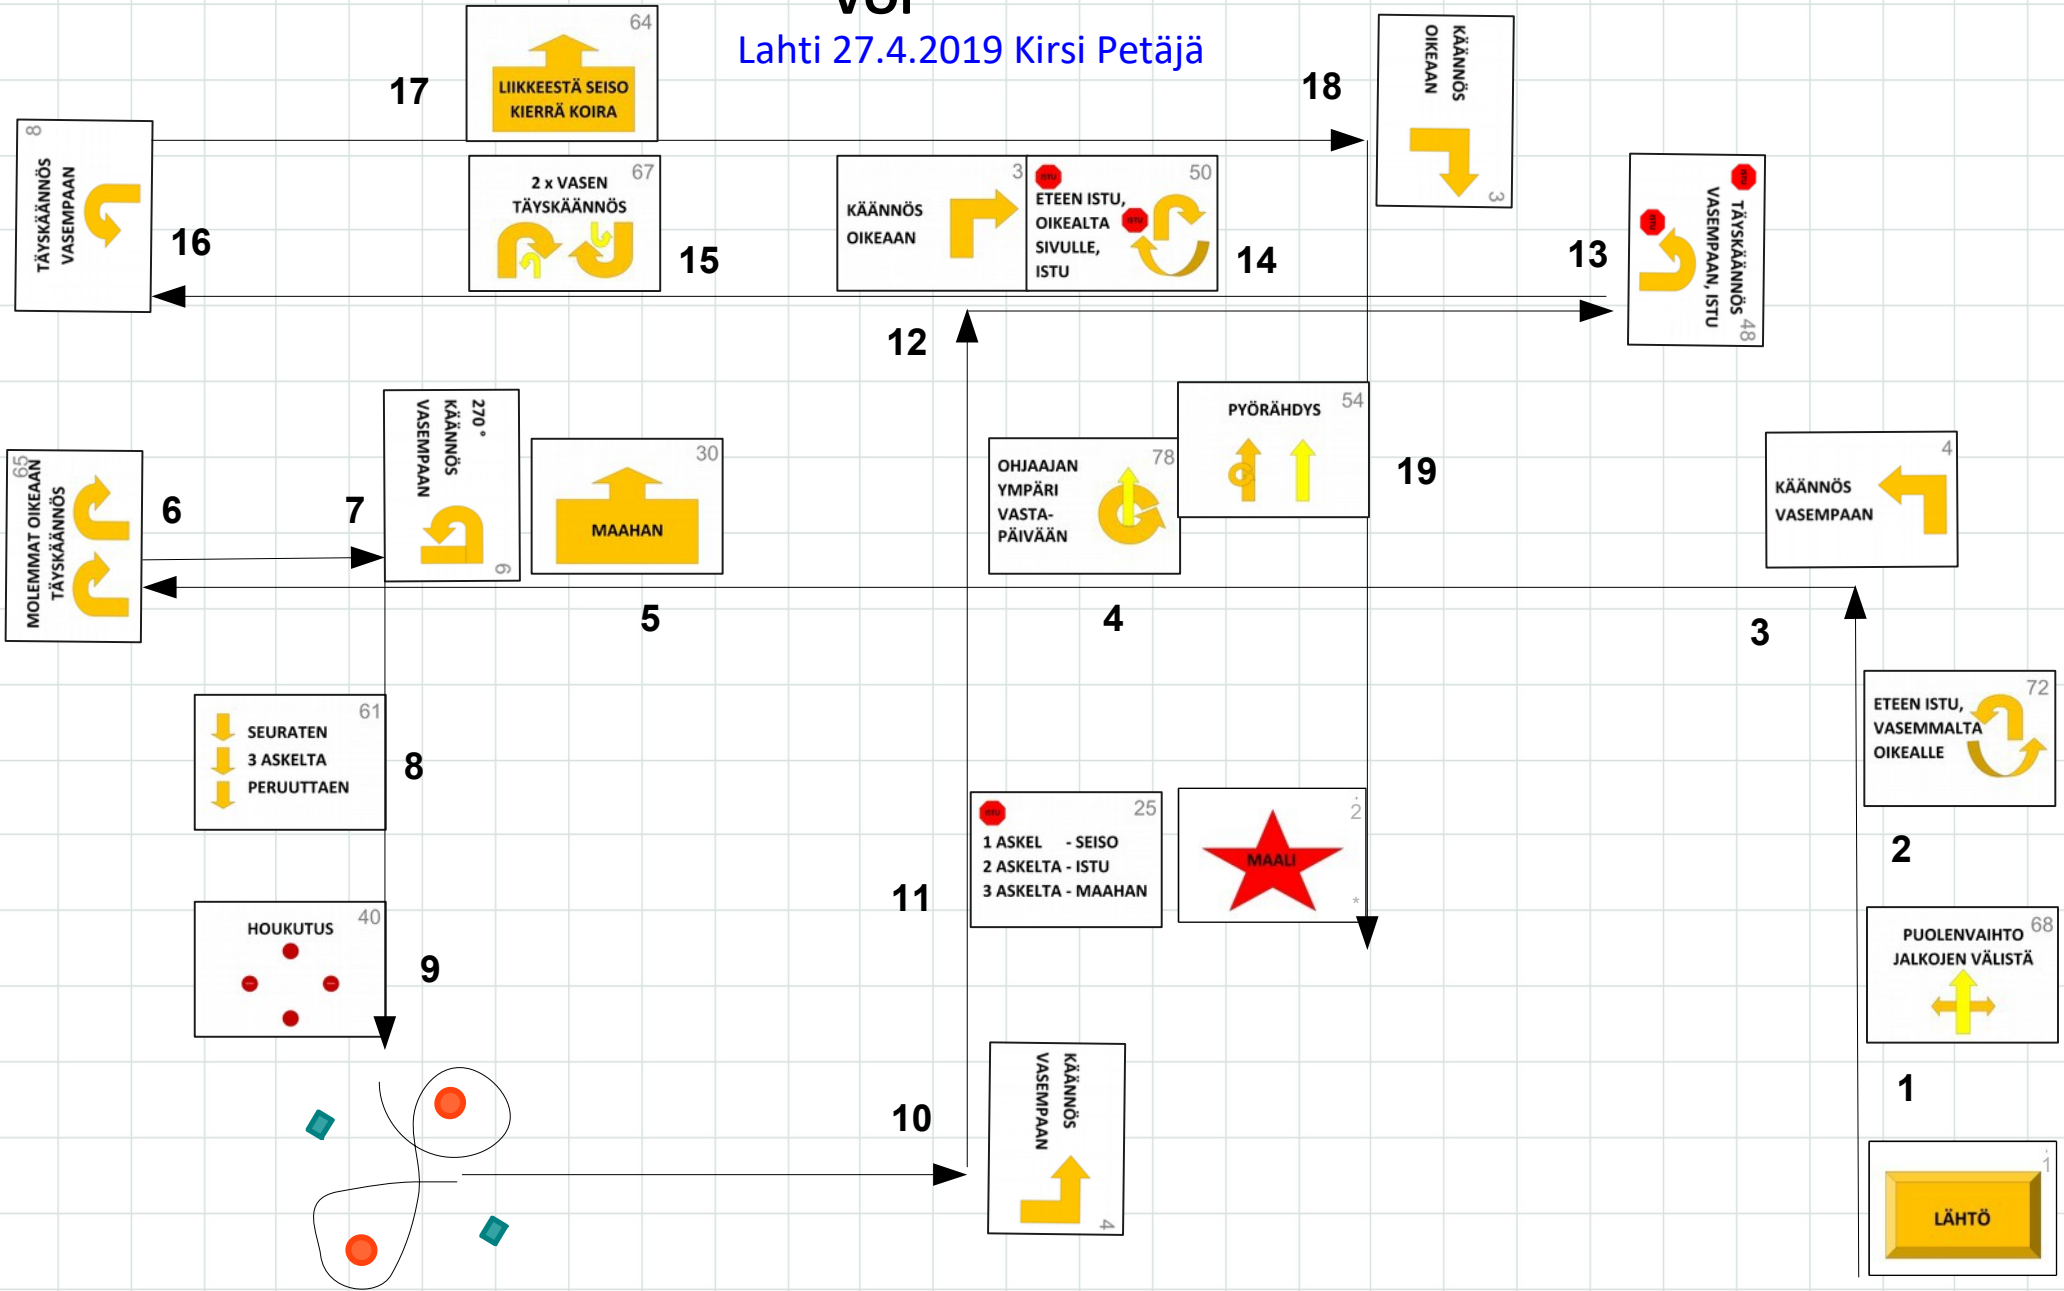 VOI
Lahti 27.4.2019 Kirsi Petäjä
64
LIIKKEESTÄ SEISO
KIERRÄ KOIRA
17
18
KÄÄNNÖS
OIKEAAN
3
8
TÄYSKÄÄNNÖS
VASEMPAAN
16
67
2 x VASEN
TÄYSKÄÄNNÖS
15
3
KÄÄNNÖS
OIKEAAN
50
ISTU
ETEEN ISTU,
OIKEALTA
SIVULLE,
ISTU
ISTU
14
13
ISTU
TÄYSKÄÄNNÖS
VASEMPAAN, ISTU
ISTU
48
12
65
MOLEMMAT OIKEAAN
TÄYSKÄÄNNÖS
6
7
270 °
KÄÄNNÖS
VASEMPAAN
9
30
MAAHAN
5
78
OHJAAJAN
YMPÄRI
VASTA-
PÄIVÄÄN
4
54
PYÖRÄHDYS
19
4
KÄÄNNÖS
VASEMPAAN
3
72
ETEEN ISTU,
VASEMMALTA
OIKEALLE
2
61
SEURATEN
3 ASKELTA
PERUUTTAEN
8
25
ISTU
1 ASKEL - SEISO
2 ASKELTA - ISTU
3 ASKELTA - MAAHAN
11
2
MAALI
*
40
HOUKUTUS
9
68
PUOLENVAIHTO
JALKOJEN VÄLISTÄ
1
10
KÄÄNNÖS
VASEMPAAN
4
1
LÄHTÖ